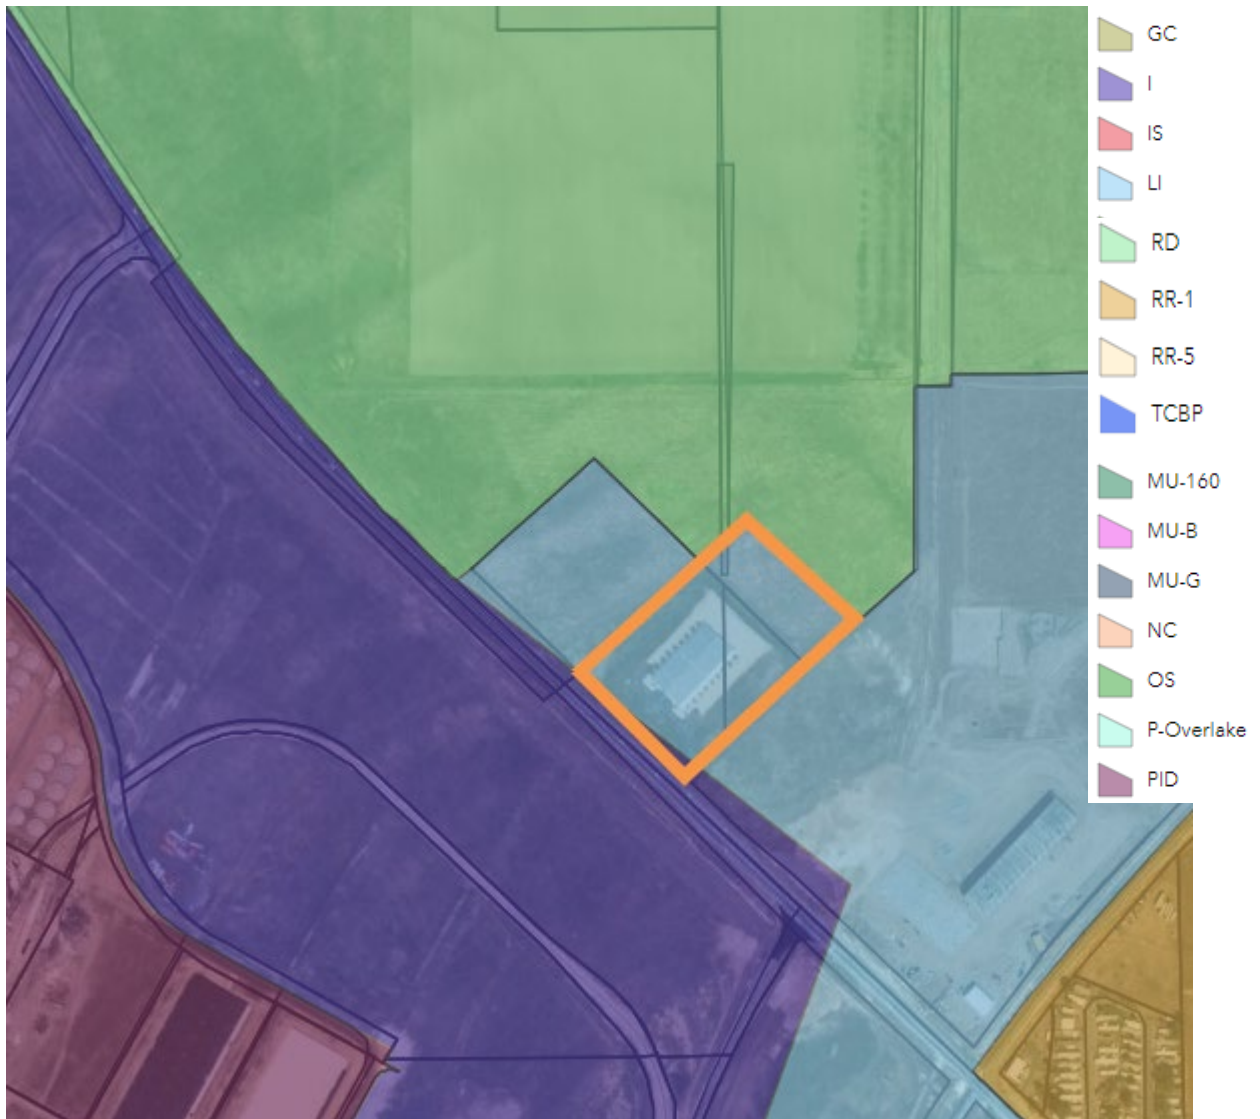 GC
I
IS
LI
RD
RR-1
RR-5
TCBP
MU-160
MU-B
MU-G
NC
OS
P-Overlake
PID